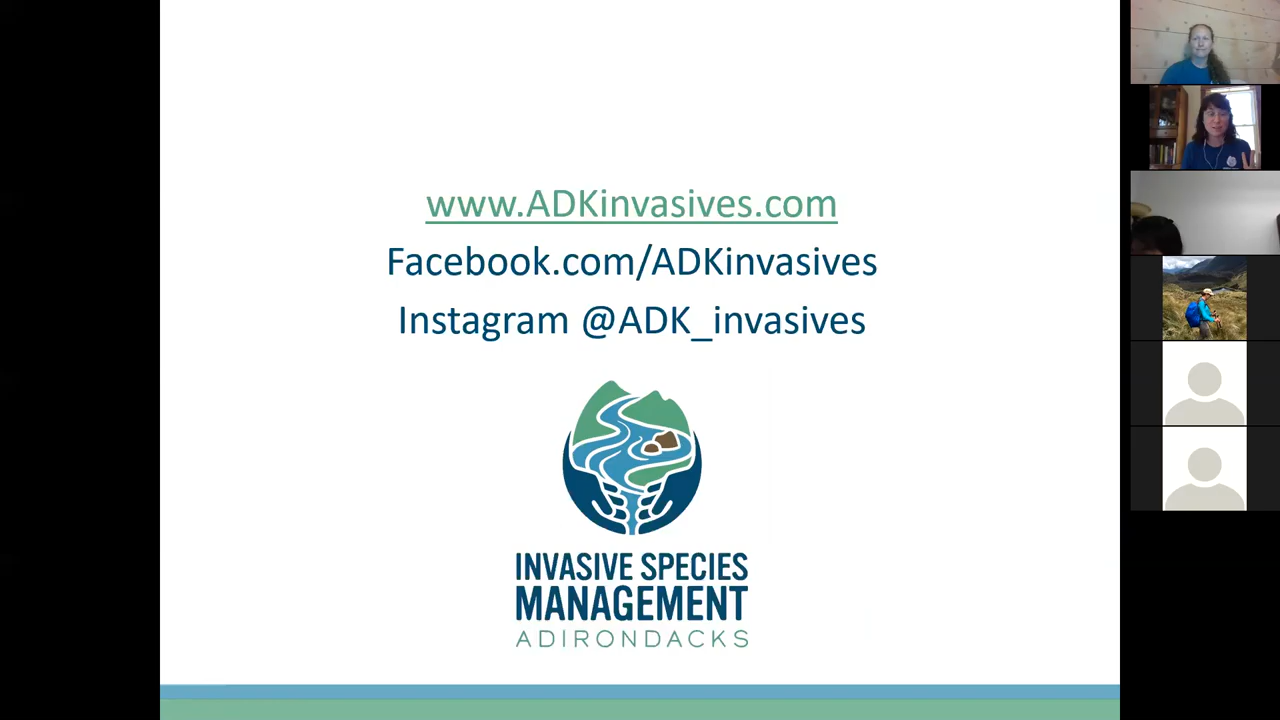 www.ADKinvasives.com
Facebook.com/ADKinvasives
Instagram @ADK_invasives
INVASIVE SPECIES
MANAGEMENT
ADIRONDACKS